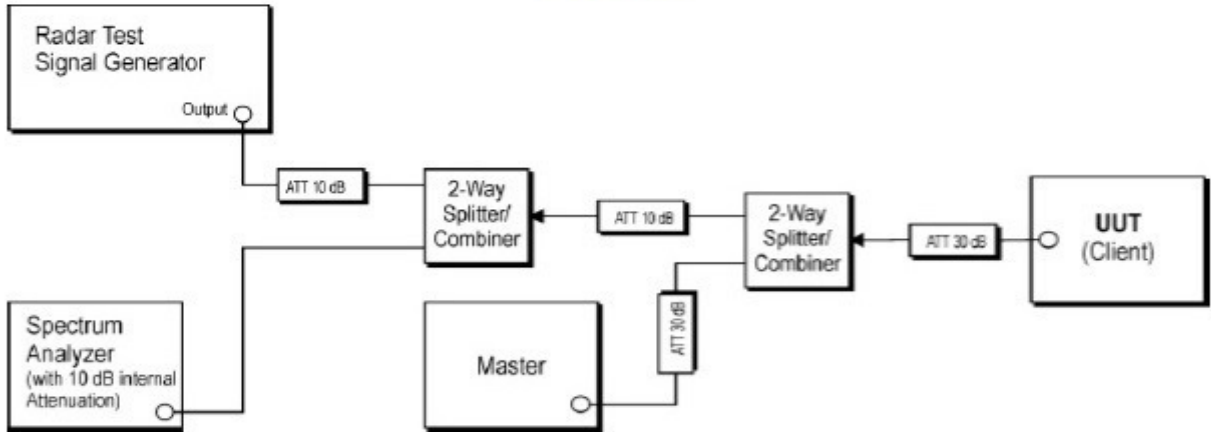 Radar Test
Signal Generator
Output
ATT 10 dB
2-Way
Splitter/
Combiner
ATT 10 dB
2-Way
Splitter/
Combiner
ATT 30 dB
UUT
(Client)
Spectrum
Analyzer
(with 10 dB internal
Attenuation)
Master
ATT 30 dB